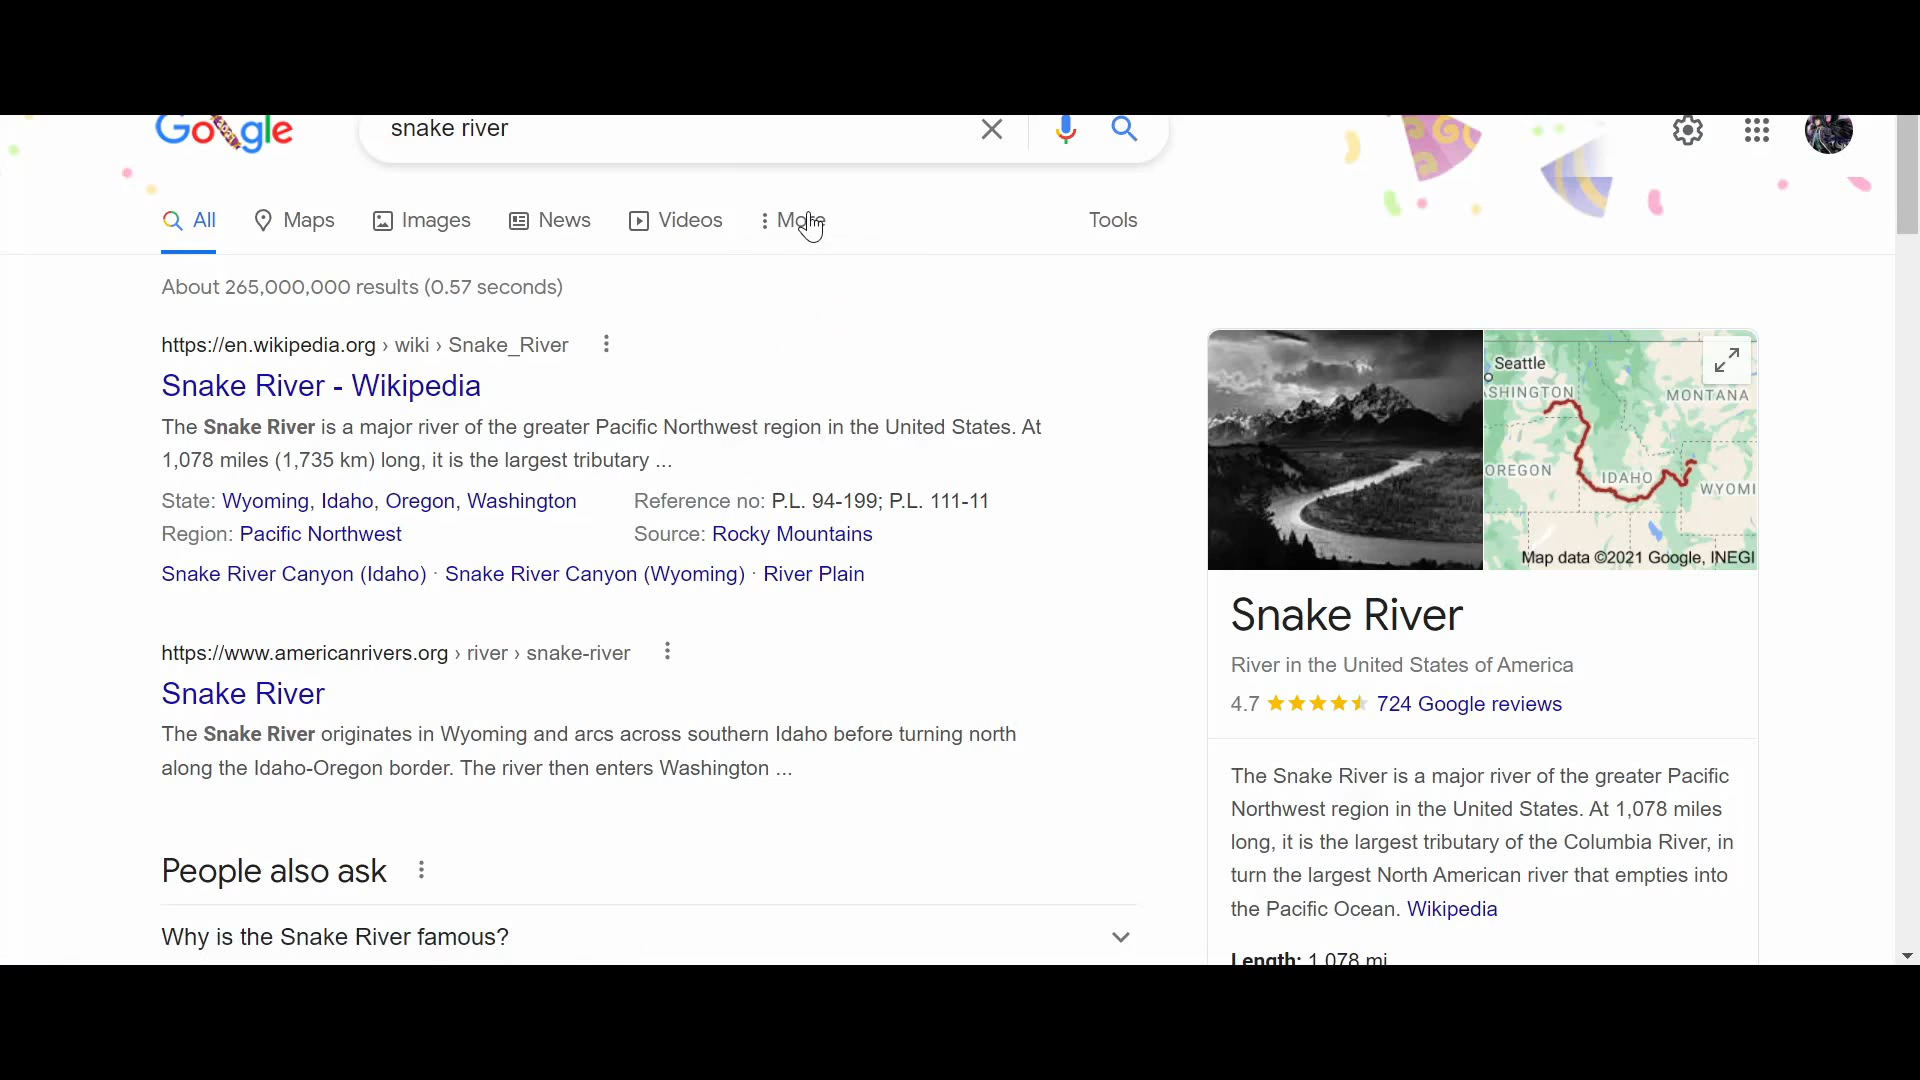 Google
snake river
All
Maps
Images
News
Videos
More
Tools
About 265,000,000 results (0.57 seconds)
https://en.wikipedia.org › wiki › Snake_River
Snake River - Wikipedia
The Snake River is a major river of the greater Pacific Northwest region in the United States. At
1,078 miles (1,735 km) long, it is the largest tributary ...
State: Wyoming, Idaho, Oregon, Washington
Reference no: P.L. 94-199; P.L. 111-11
Region: Pacific Northwest
Source: Rocky Mountains
Snake River Canyon (Idaho) · Snake River Canyon (Wyoming) · River Plain
https://www.americanrivers.org › river › snake-river
Snake River
The Snake River originates in Wyoming and arcs across southern Idaho before turning north
along the Idaho-Oregon border. The river then enters Washington ...
People also ask
Why is the Snake River famous?
Seattle
ASHINGTON
MONTANA
OREGON
IDAHO
WYOMI
Map data ©2021 Google, INEGI
Snake River
River in the United States of America
4.7 724 Google reviews
The Snake River is a major river of the greater Pacific
Northwest region in the United States. At 1,078 miles
long, it is the largest tributary of the Columbia River, in
turn the largest North American river that empties into
the Pacific Ocean. Wikipedia
Length: 1,078 mi